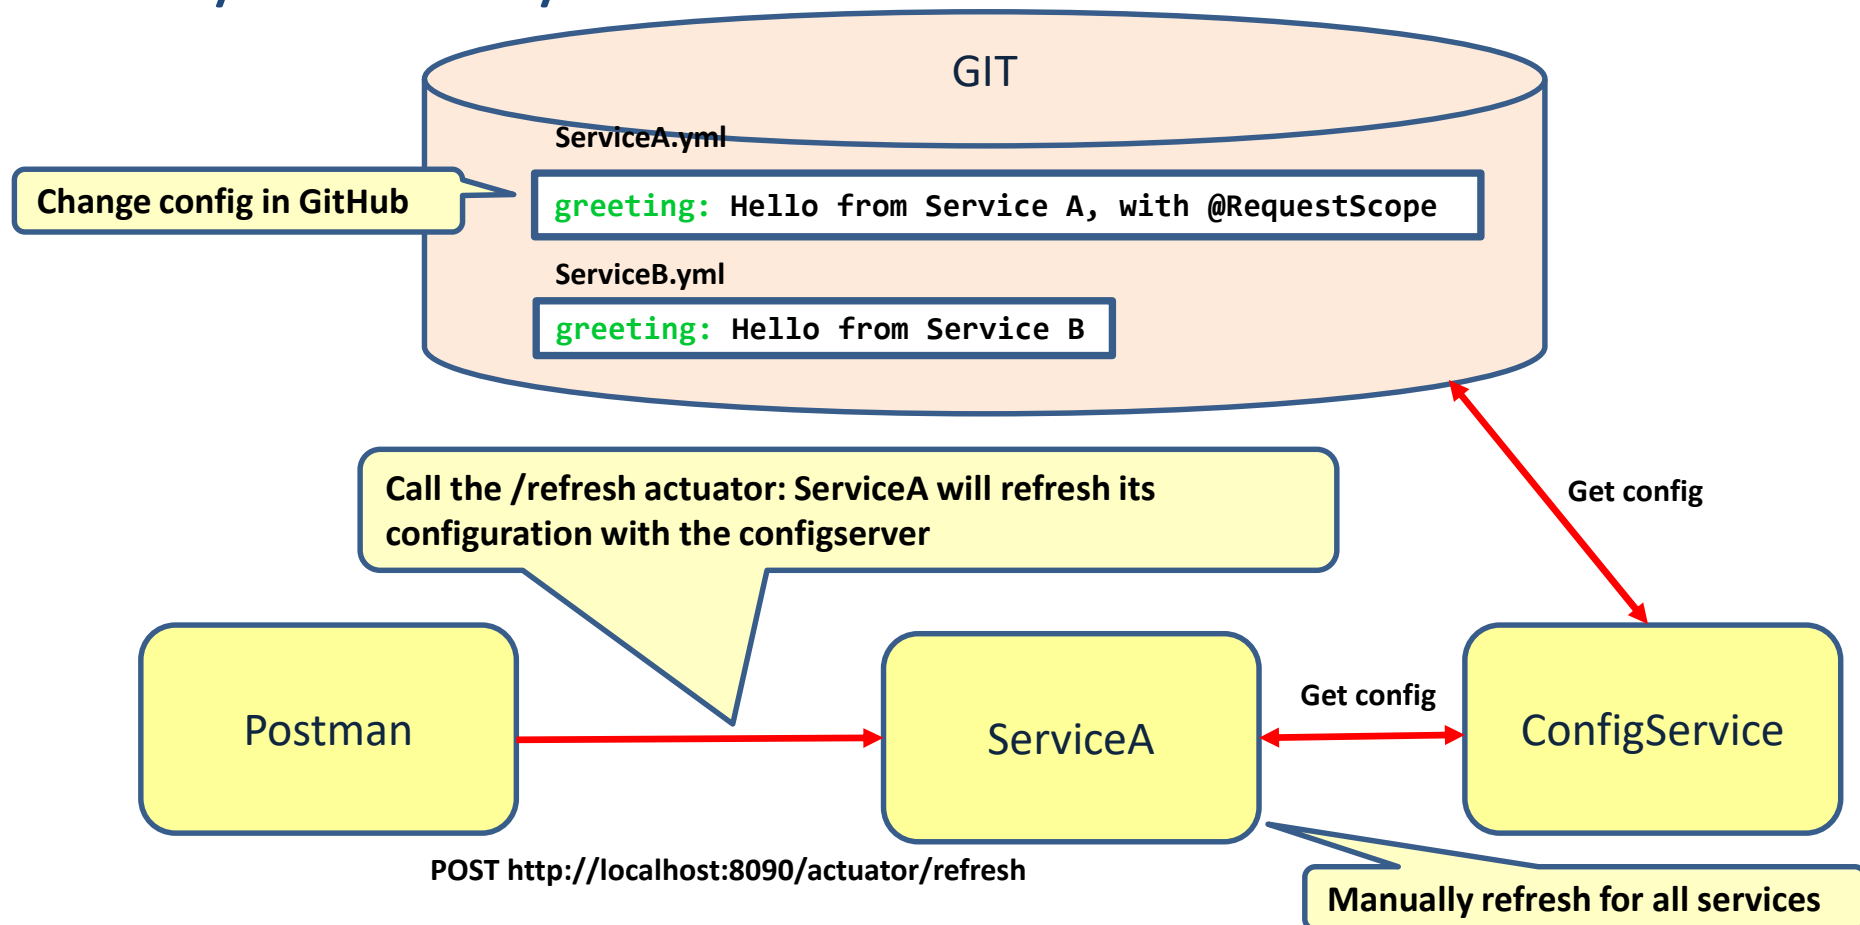 GIT
ServiceA.yml
Change config in GitHub
greeting: Hello from Service A, with @RequestScope
ServiceB.yml
greeting: Hello from Service B
Call the /refresh actuator: ServiceA will refresh its
configuration with the configserver
Get config
Postman
ServiceA
Get config
ConfigService
POST http://localhost:8090/actuator/refresh
Manually refresh for all services